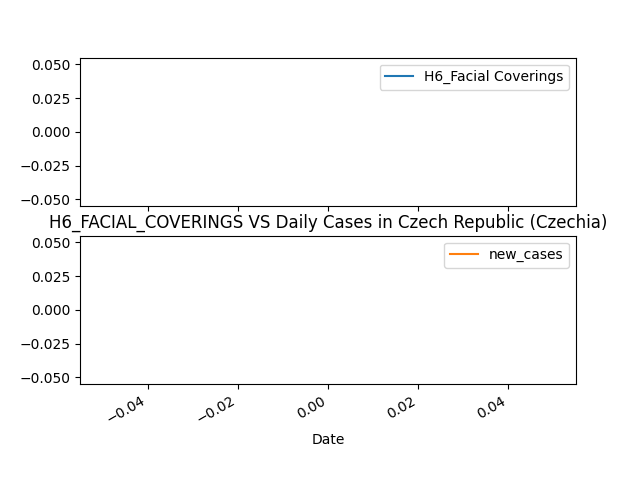 0.050
H6_Facial Coverings
0.025
0.000
−0.025
−0.050
H6_FACIAL_COVERINGS VS Daily Cases in Czech Republic (Czechia)
0.050
new_cases
0.025
0.000
−0.025
−0.050
−0.04 −0.02 0.00 0.02 0.04
Date